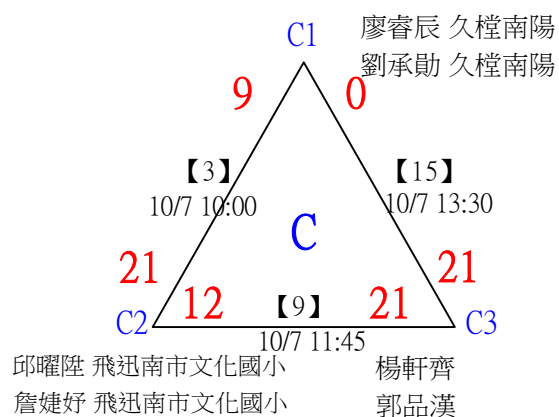 C1
廖睿辰 久樘南陽
劉承勛 久樘南陽
9
0
【3】
10/7 10:00
【15】
10/7 13:30
C
21
21
12
【9】
21
C2
C3
10/7 11:45
邱曜陞 飛迅南市文化國小
楊軒齊
詹婕妤 飛迅南市文化國小
郭品漢